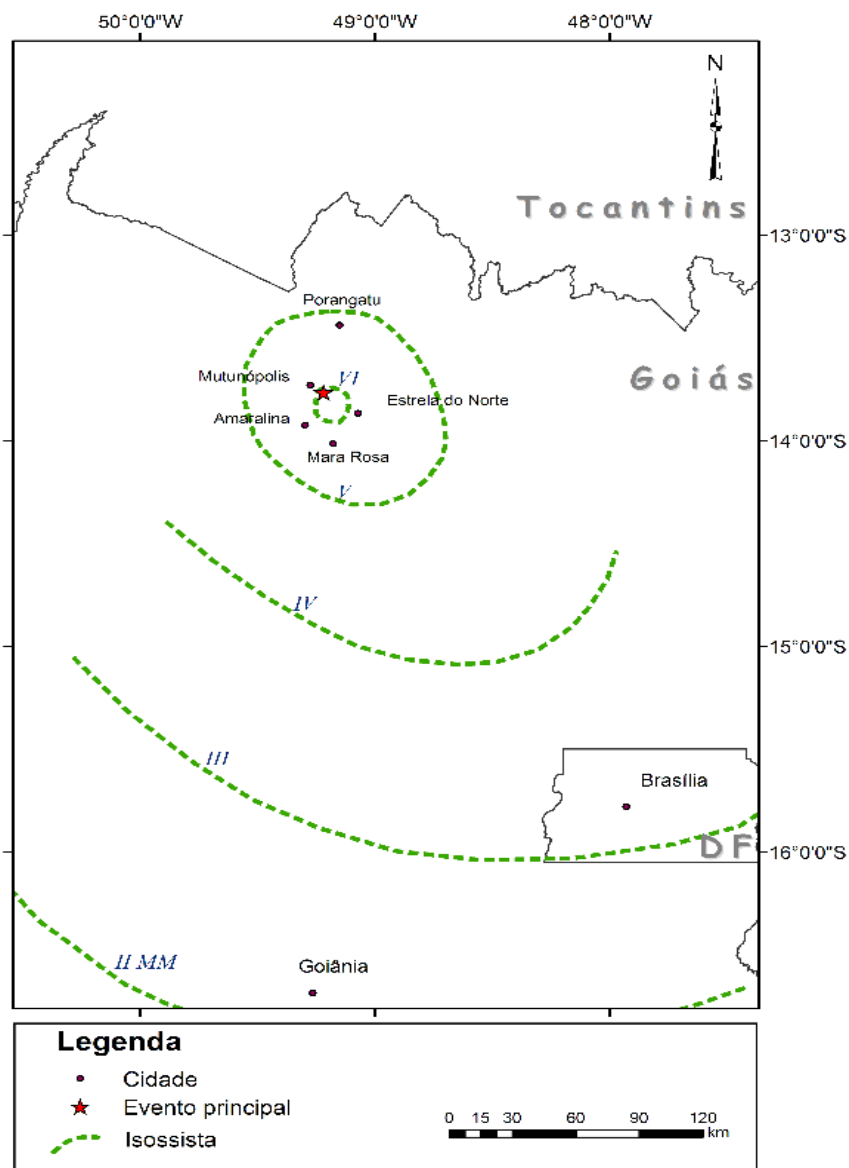 50°0'0"W 49°0'0"W 48°0'0"W
N
Tocantins
13°0'0"S
Porangatu
Goiás
Mutunópolis
VI
Estrela do Norte
Amaralina
14°0'0"S
Mara Rosa
V
IV
15°0'0"S
III
Brasília
DF
16°0'0"S
II MM
Goiânia
Legenda
Cidade
Evento principal
Isossista
0 15 30 60 90 120
km